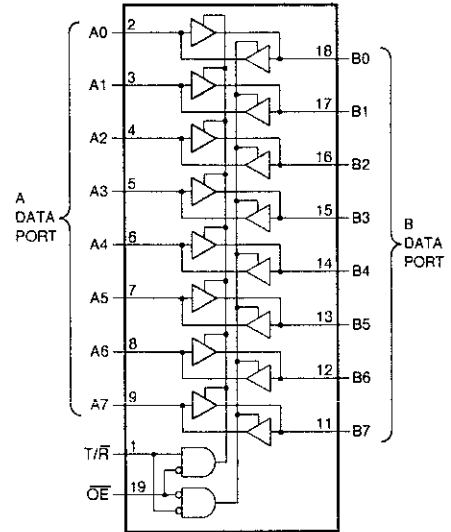 A0 2
18 B0
A1 3
17 B1
A2 4
16 B2
A3 5
15 B3
A
DATA
PORT
B
DATA
PORT
A4 6
14 B4
A5 7
13 B5
A6 8
12 B6
A7 9
11 B7
T/R̅ 1
O̅E̅ 19